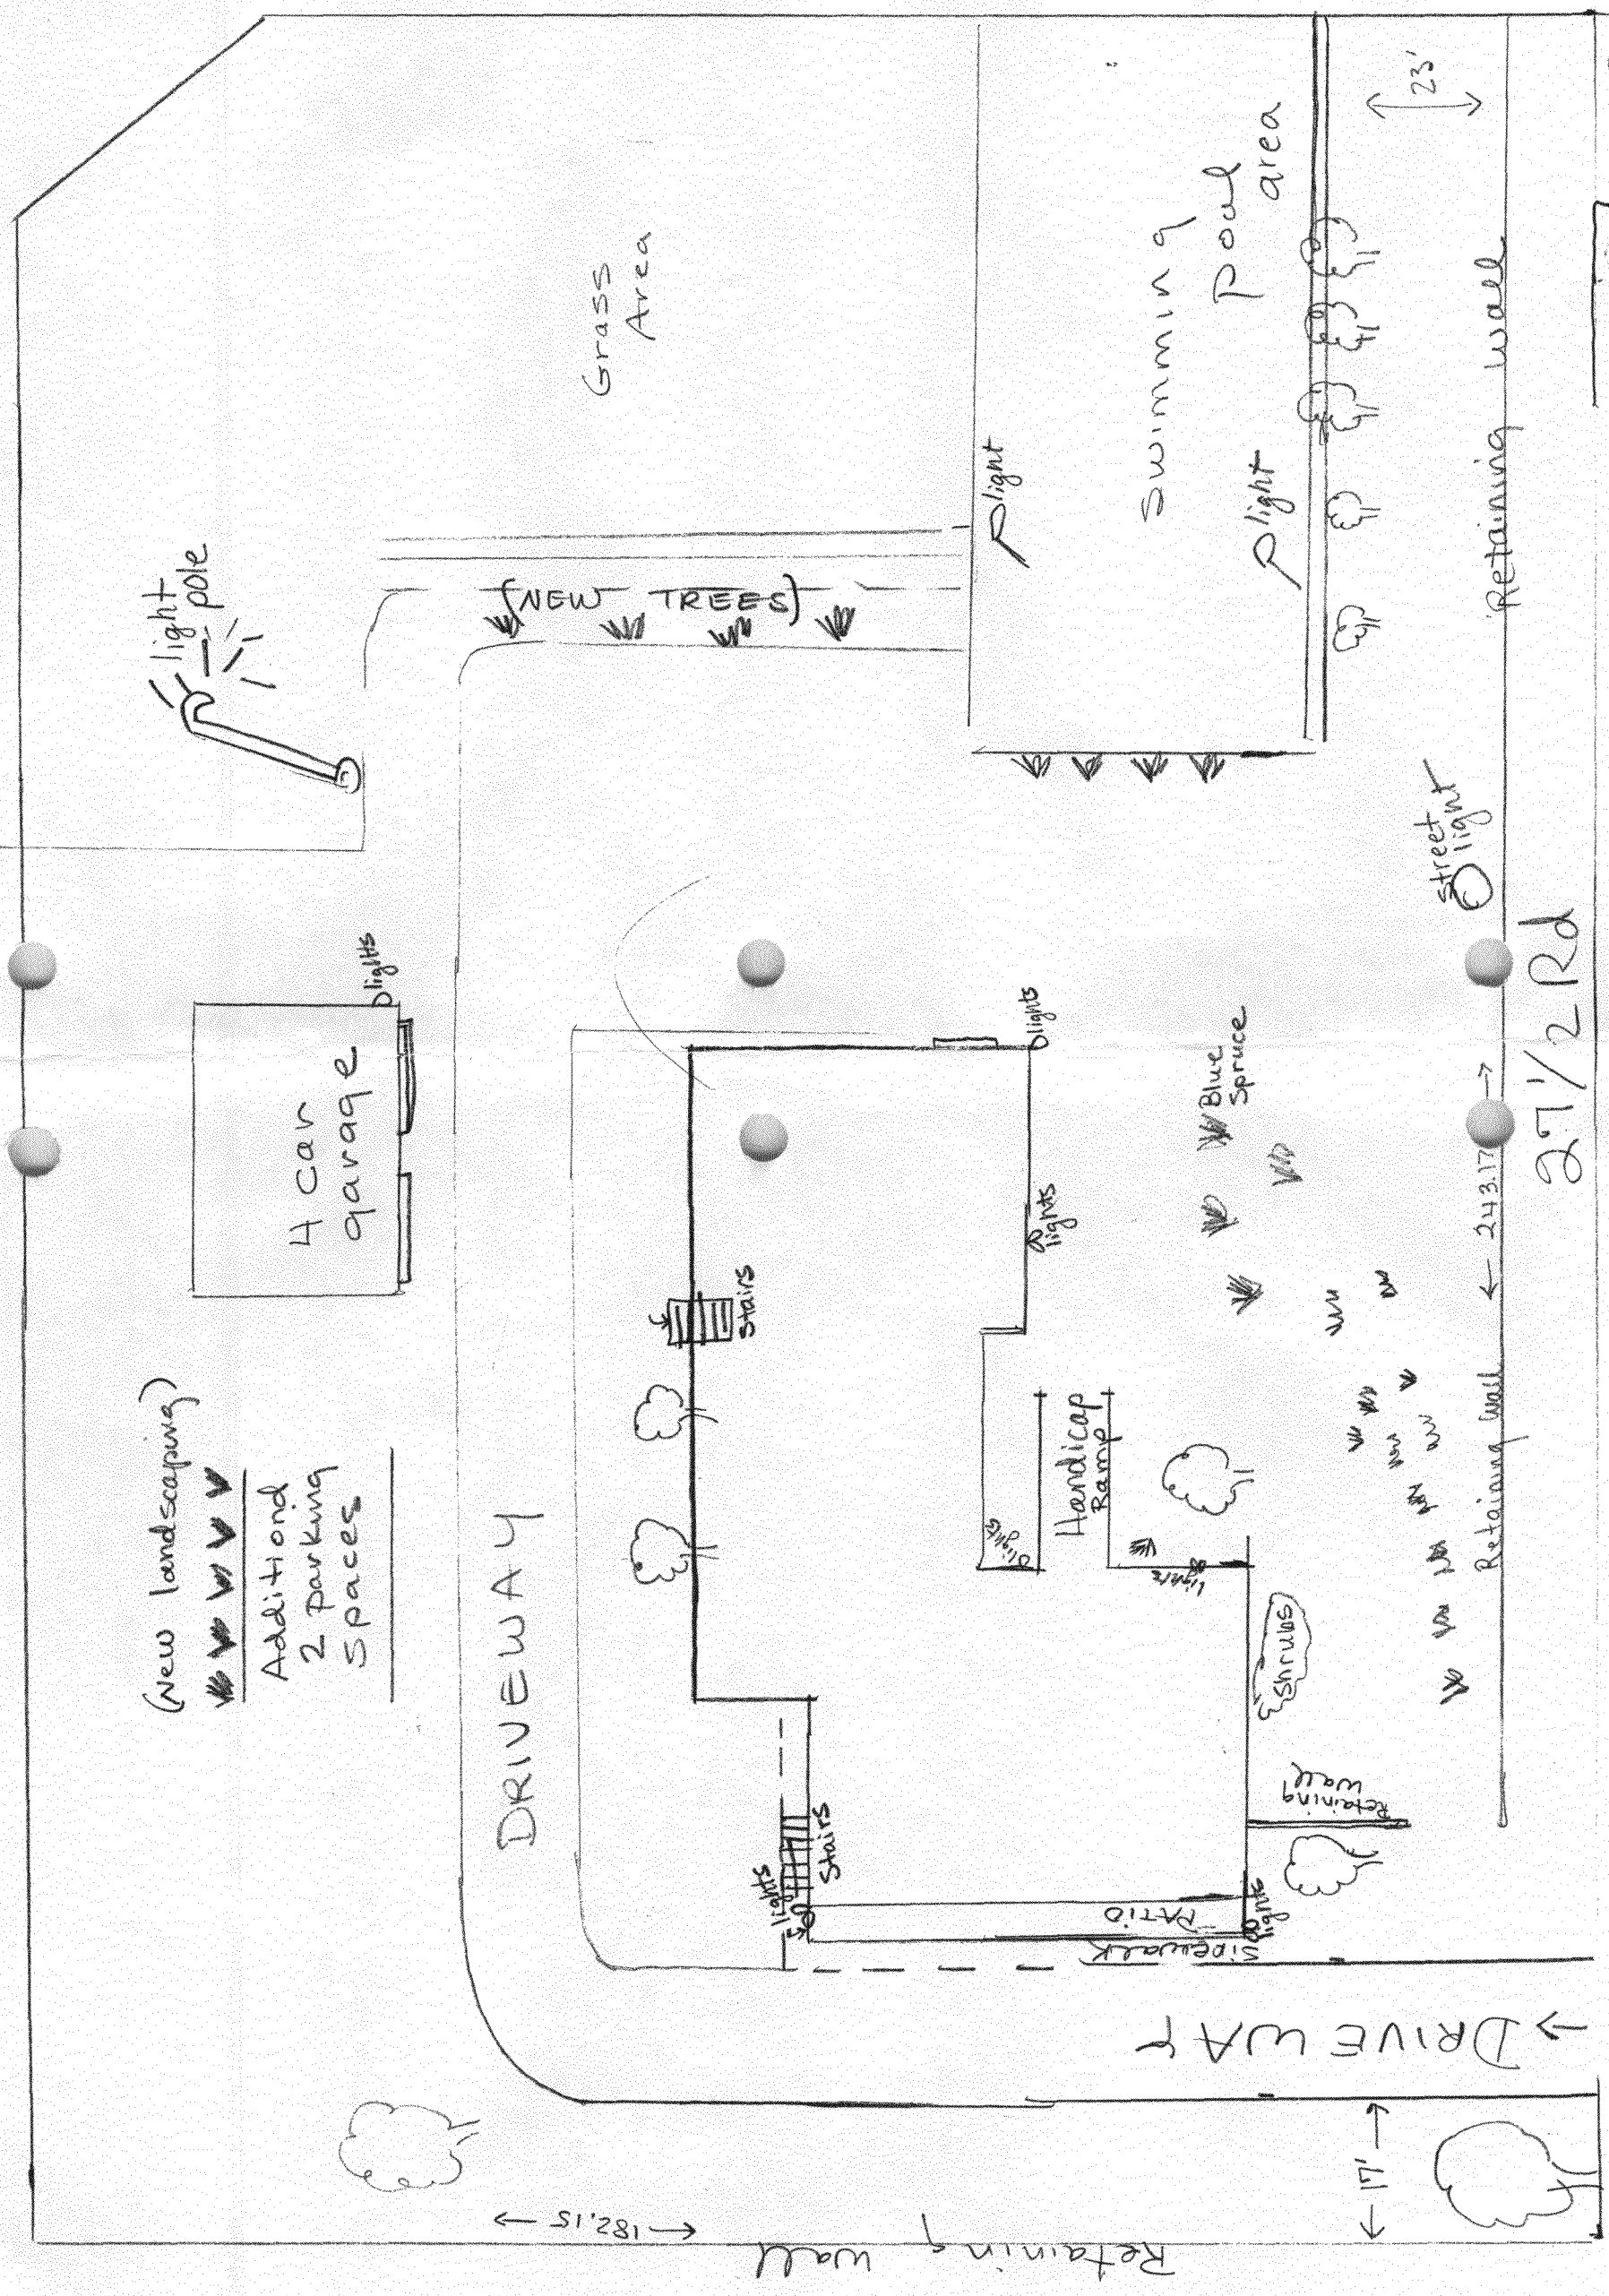 23'
Swimming
pool
area
Grass
Area
Retaining wall
light
light
(NEW TREES)
light
pole
street
light
27 1/2 Rd
lights
4 car
garage
lights
Blue
Spruce
243.17
lights
Stairs
Handicap
Ramp
lights
lights
Retaining Wall
(New landscaping)
Additional
2 parking
spaces
DRIVEWAY
Shrubs
Retaining
wall
Stairs
lights
PATIO
SIDEWALK
lights
DRIVEWAY
17'
182.15
Retaining wall